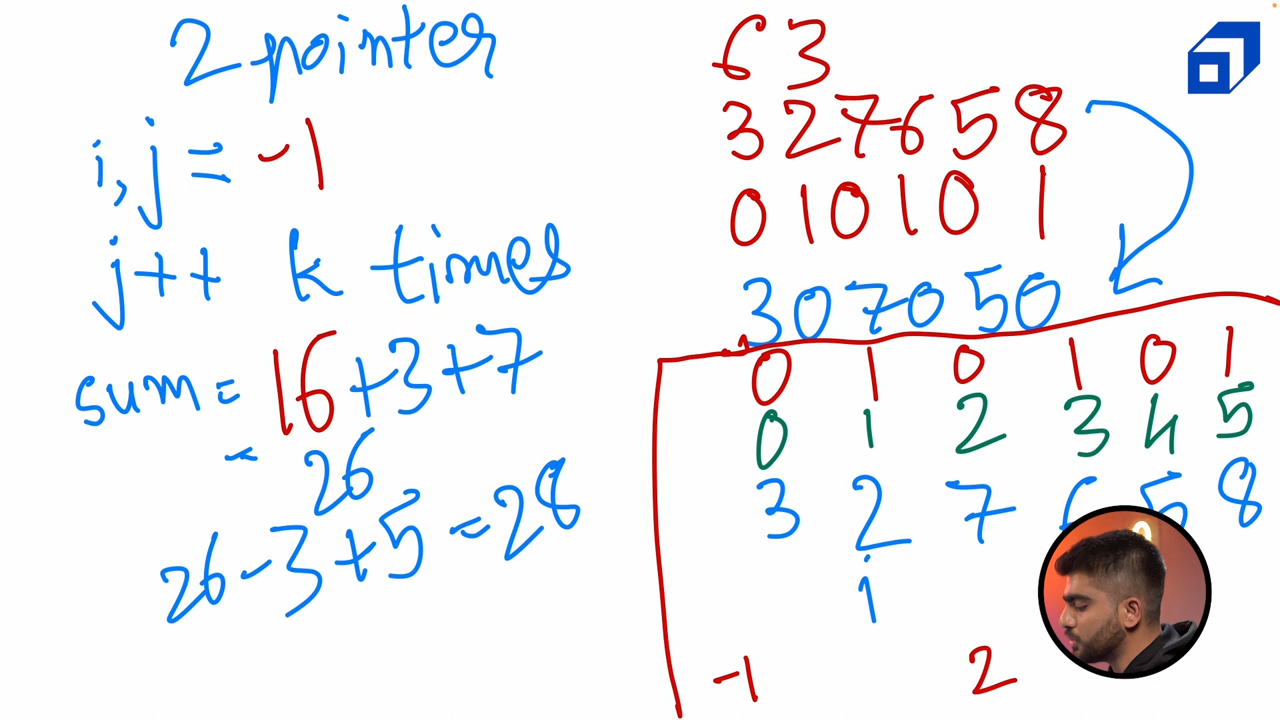 2 pointer
i, j = -1
j++ k times
sum = 16+3+7
= 26
26-3+5=28
6 3
3 2 7 6 5 8
0 1 0 1 0 1
3 0 7 0 5 0
0 1 0 1 0 1
0 1 2 3 4 5
3 2 7 6 5 8
i
-1 2